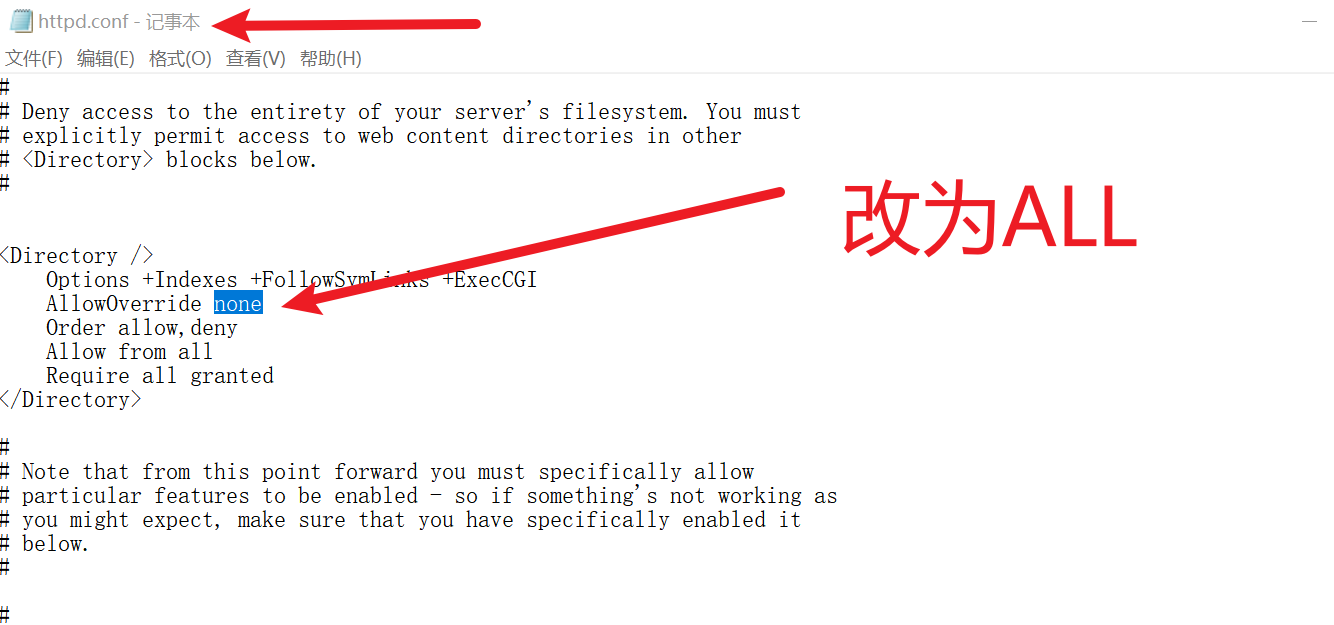 httpd.conf - 记事本
文件(F) 编辑(E) 格式(O) 查看(V) 帮助(H)
#
# Deny access to the entirety of your server's filesystem. You must
# explicitly permit access to web content directories in other
# <Directory> blocks below.
#
改为ALL
<Directory />
Options +Indexes +FollowSymLinks +ExecCGI
AllowOverride none
Order allow,deny
Allow from all
Require all granted
</Directory>
#
# Note that from this point forward you must specifically allow
# particular features to be enabled - so if something's not working as
# you might expect, make sure that you have specifically enabled it
# below.
#
#